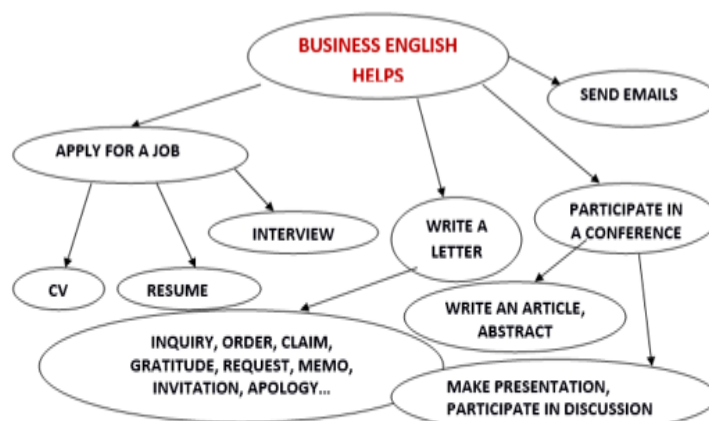 BUSINESS ENGLISH
HELPS
SEND EMAILS
APPLY FOR A JOB
INTERVIEW
WRITE A
LETTER
PARTICIPATE IN
A CONFERENCE
CV
RESUME
WRITE AN ARTICLE,
ABSTRACT
INQUIRY, ORDER, CLAIM,
GRATITUDE, REQUEST, MEMO,
INVITATION, APOLOGY...
MAKE PRESENTATION,
PARTICIPATE IN DISCUSSION